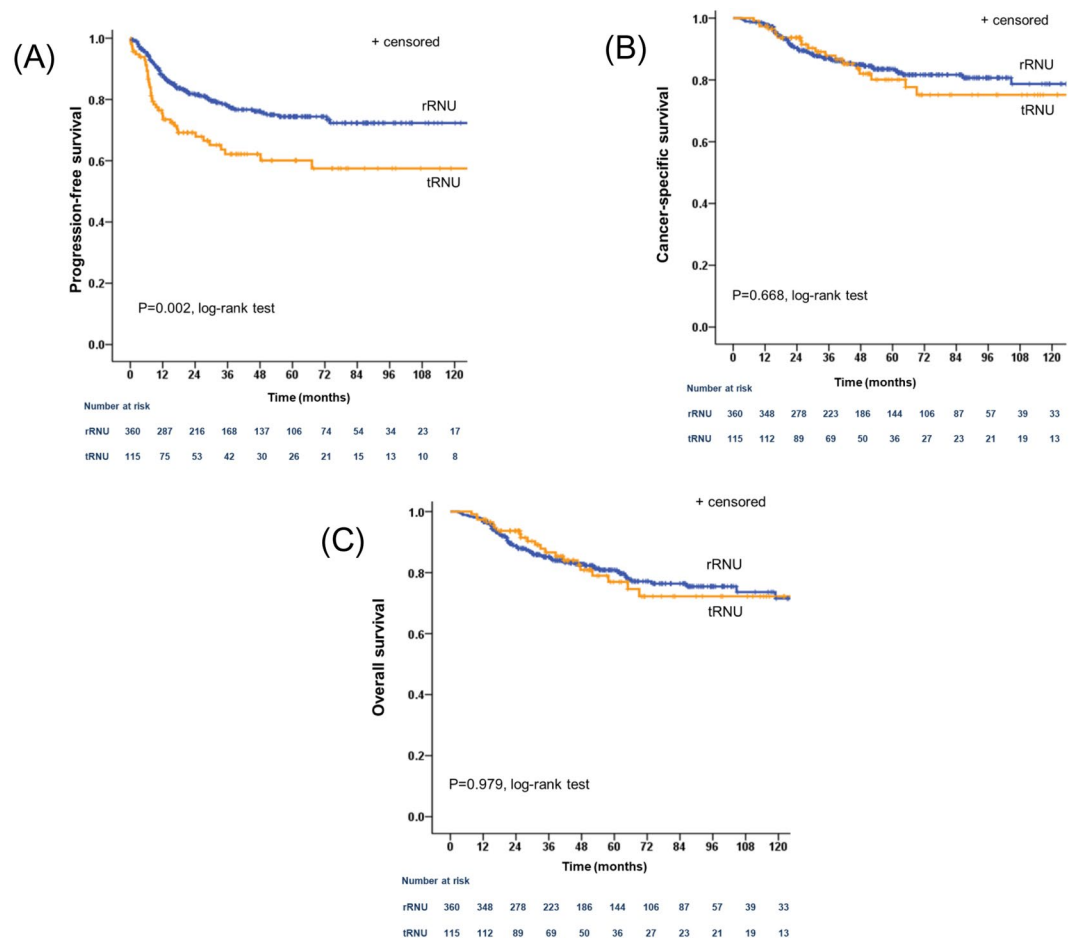 (A)
+ censored
1.0
0.8
0.6
0.4
0.2
0.0
Progression-free survival
rRNU
tRNU
P=0.002, log-rank test
0 12 24 36 48 60 72 84 96 108 120
Time (months)
Number at risk
rRNU 360 287 216 168 137 106 74 54 34 23 17
tRNU 115 75 53 42 30 26 21 15 13 10 8
(B)
+ censored
1.0
0.8
0.6
0.4
0.2
0.0
Cancer-specific survival
rRNU
tRNU
P=0.668, log-rank test
0 12 24 36 48 60 72 84 96 108 120
Time (months)
Number at risk
rRNU 360 348 278 223 186 144 106 87 57 39 33
tRNU 115 112 89 69 50 36 27 23 21 19 13
(C)
+ censored
1.0
0.8
0.6
0.4
0.2
0.0
Overall survival
rRNU
tRNU
P=0.979, log-rank test
0 12 24 36 48 60 72 84 96 108 120
Time (months)
Number at risk
rRNU 360 348 278 223 186 144 106 87 57 39 33
tRNU 115 112 89 69 50 36 27 23 21 19 13